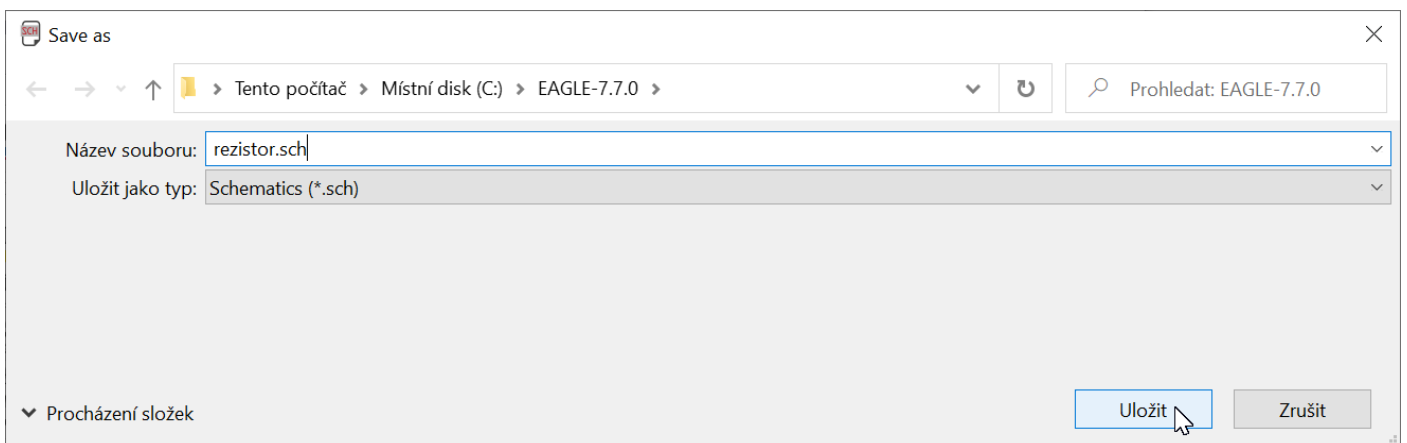 SCH Save as
Tento počítač > Místní disk (C:) > EAGLE-7.7.0 > Prohledat: EAGLE-7.7.0
Název souboru: rezistor.sch
Uložit jako typ: Schematics (*.sch)
Procházení složek Uložit Zrušit